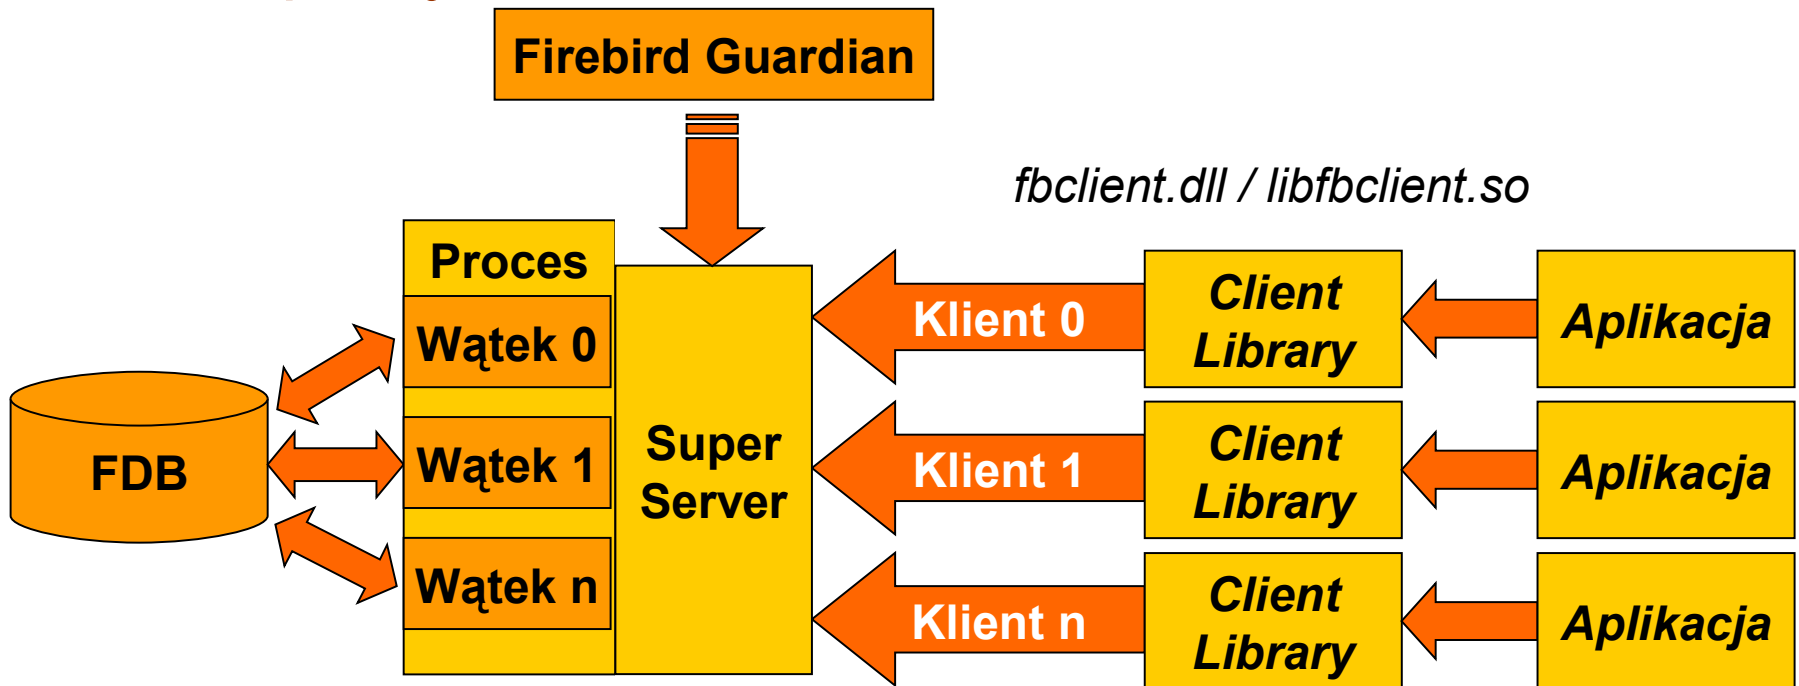 Firebird Guardian
fbclient.dll / libfbclient.so
Proces
Wątek 0
Wątek 1
Wątek n
FDB
Super
Server
Klient 0
Client
Library
Aplikacja
Klient 1
Client
Library
Aplikacja
Klient n
Client
Library
Aplikacja